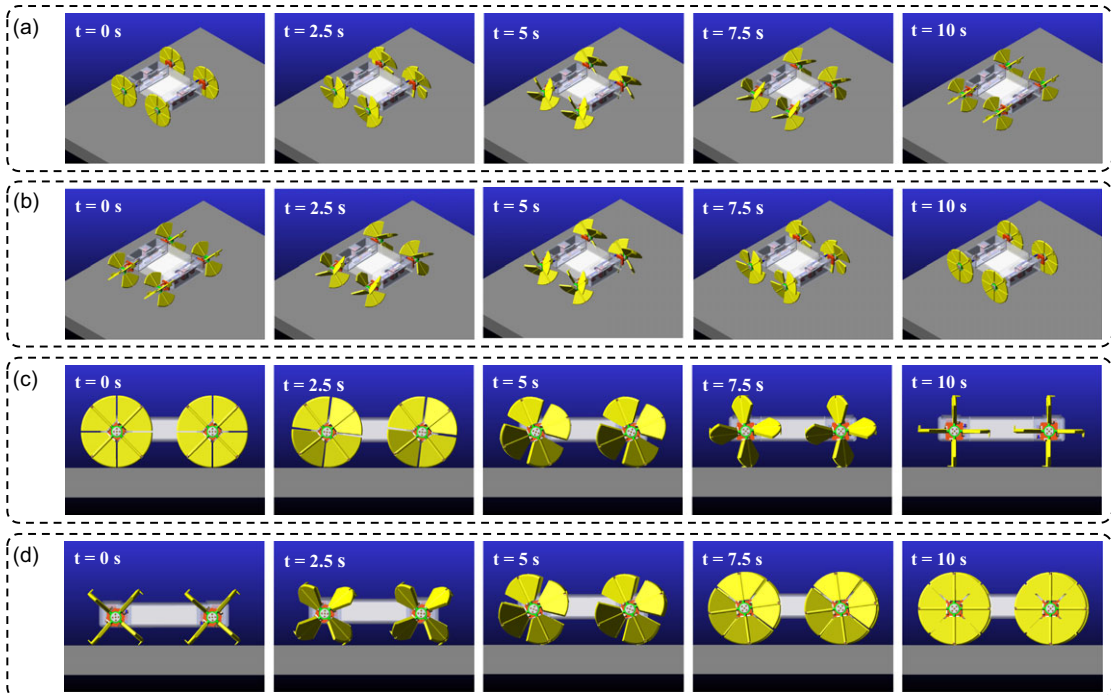 (a)
t = 0 s
t = 2.5 s
t = 5 s
t = 7.5 s
t = 10 s
(b)
t = 0 s
t = 2.5 s
t = 5 s
t = 7.5 s
t = 10 s
(c)
t = 0 s
t = 2.5 s
t = 5 s
t = 7.5 s
t = 10 s
(d)
t = 0 s
t = 2.5 s
t = 5 s
t = 7.5 s
t = 10 s